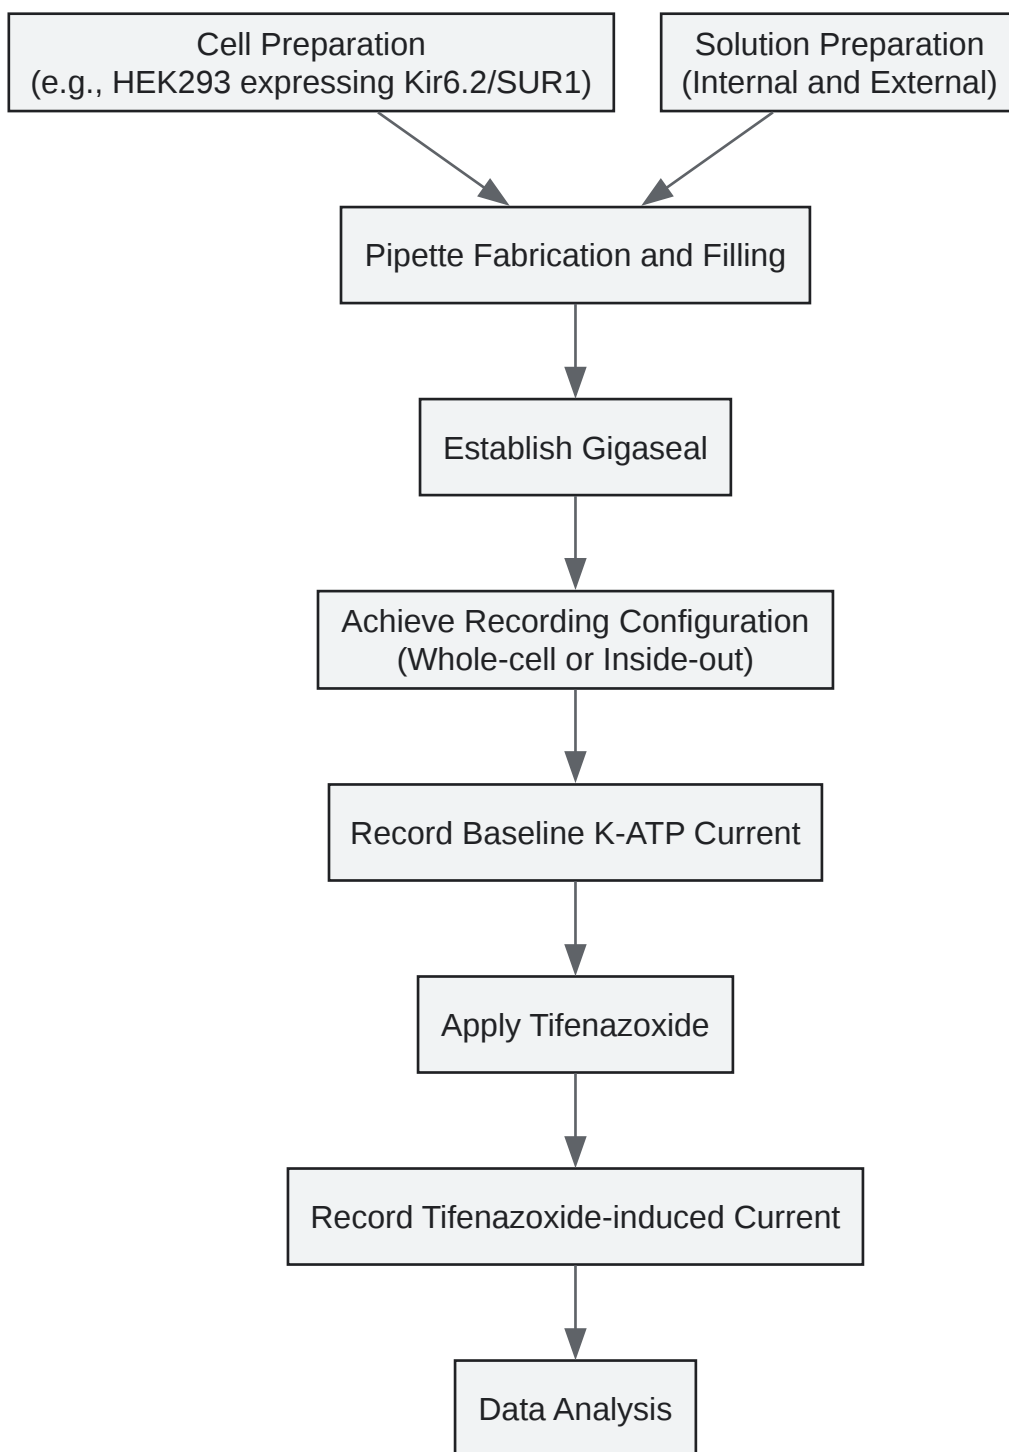 Cell Preparation
(e.g., HEK293 expressing Kir6.2/SUR1)
Solution Preparation
(Internal and External)
Pipette Fabrication and Filling
Establish Gigaseal
Achieve Recording Configuration
(Whole-cell or Inside-out)
Record Baseline K-ATP Current
Apply Tifenazoxide
Record Tifenazoxide-induced Current
Data Analysis